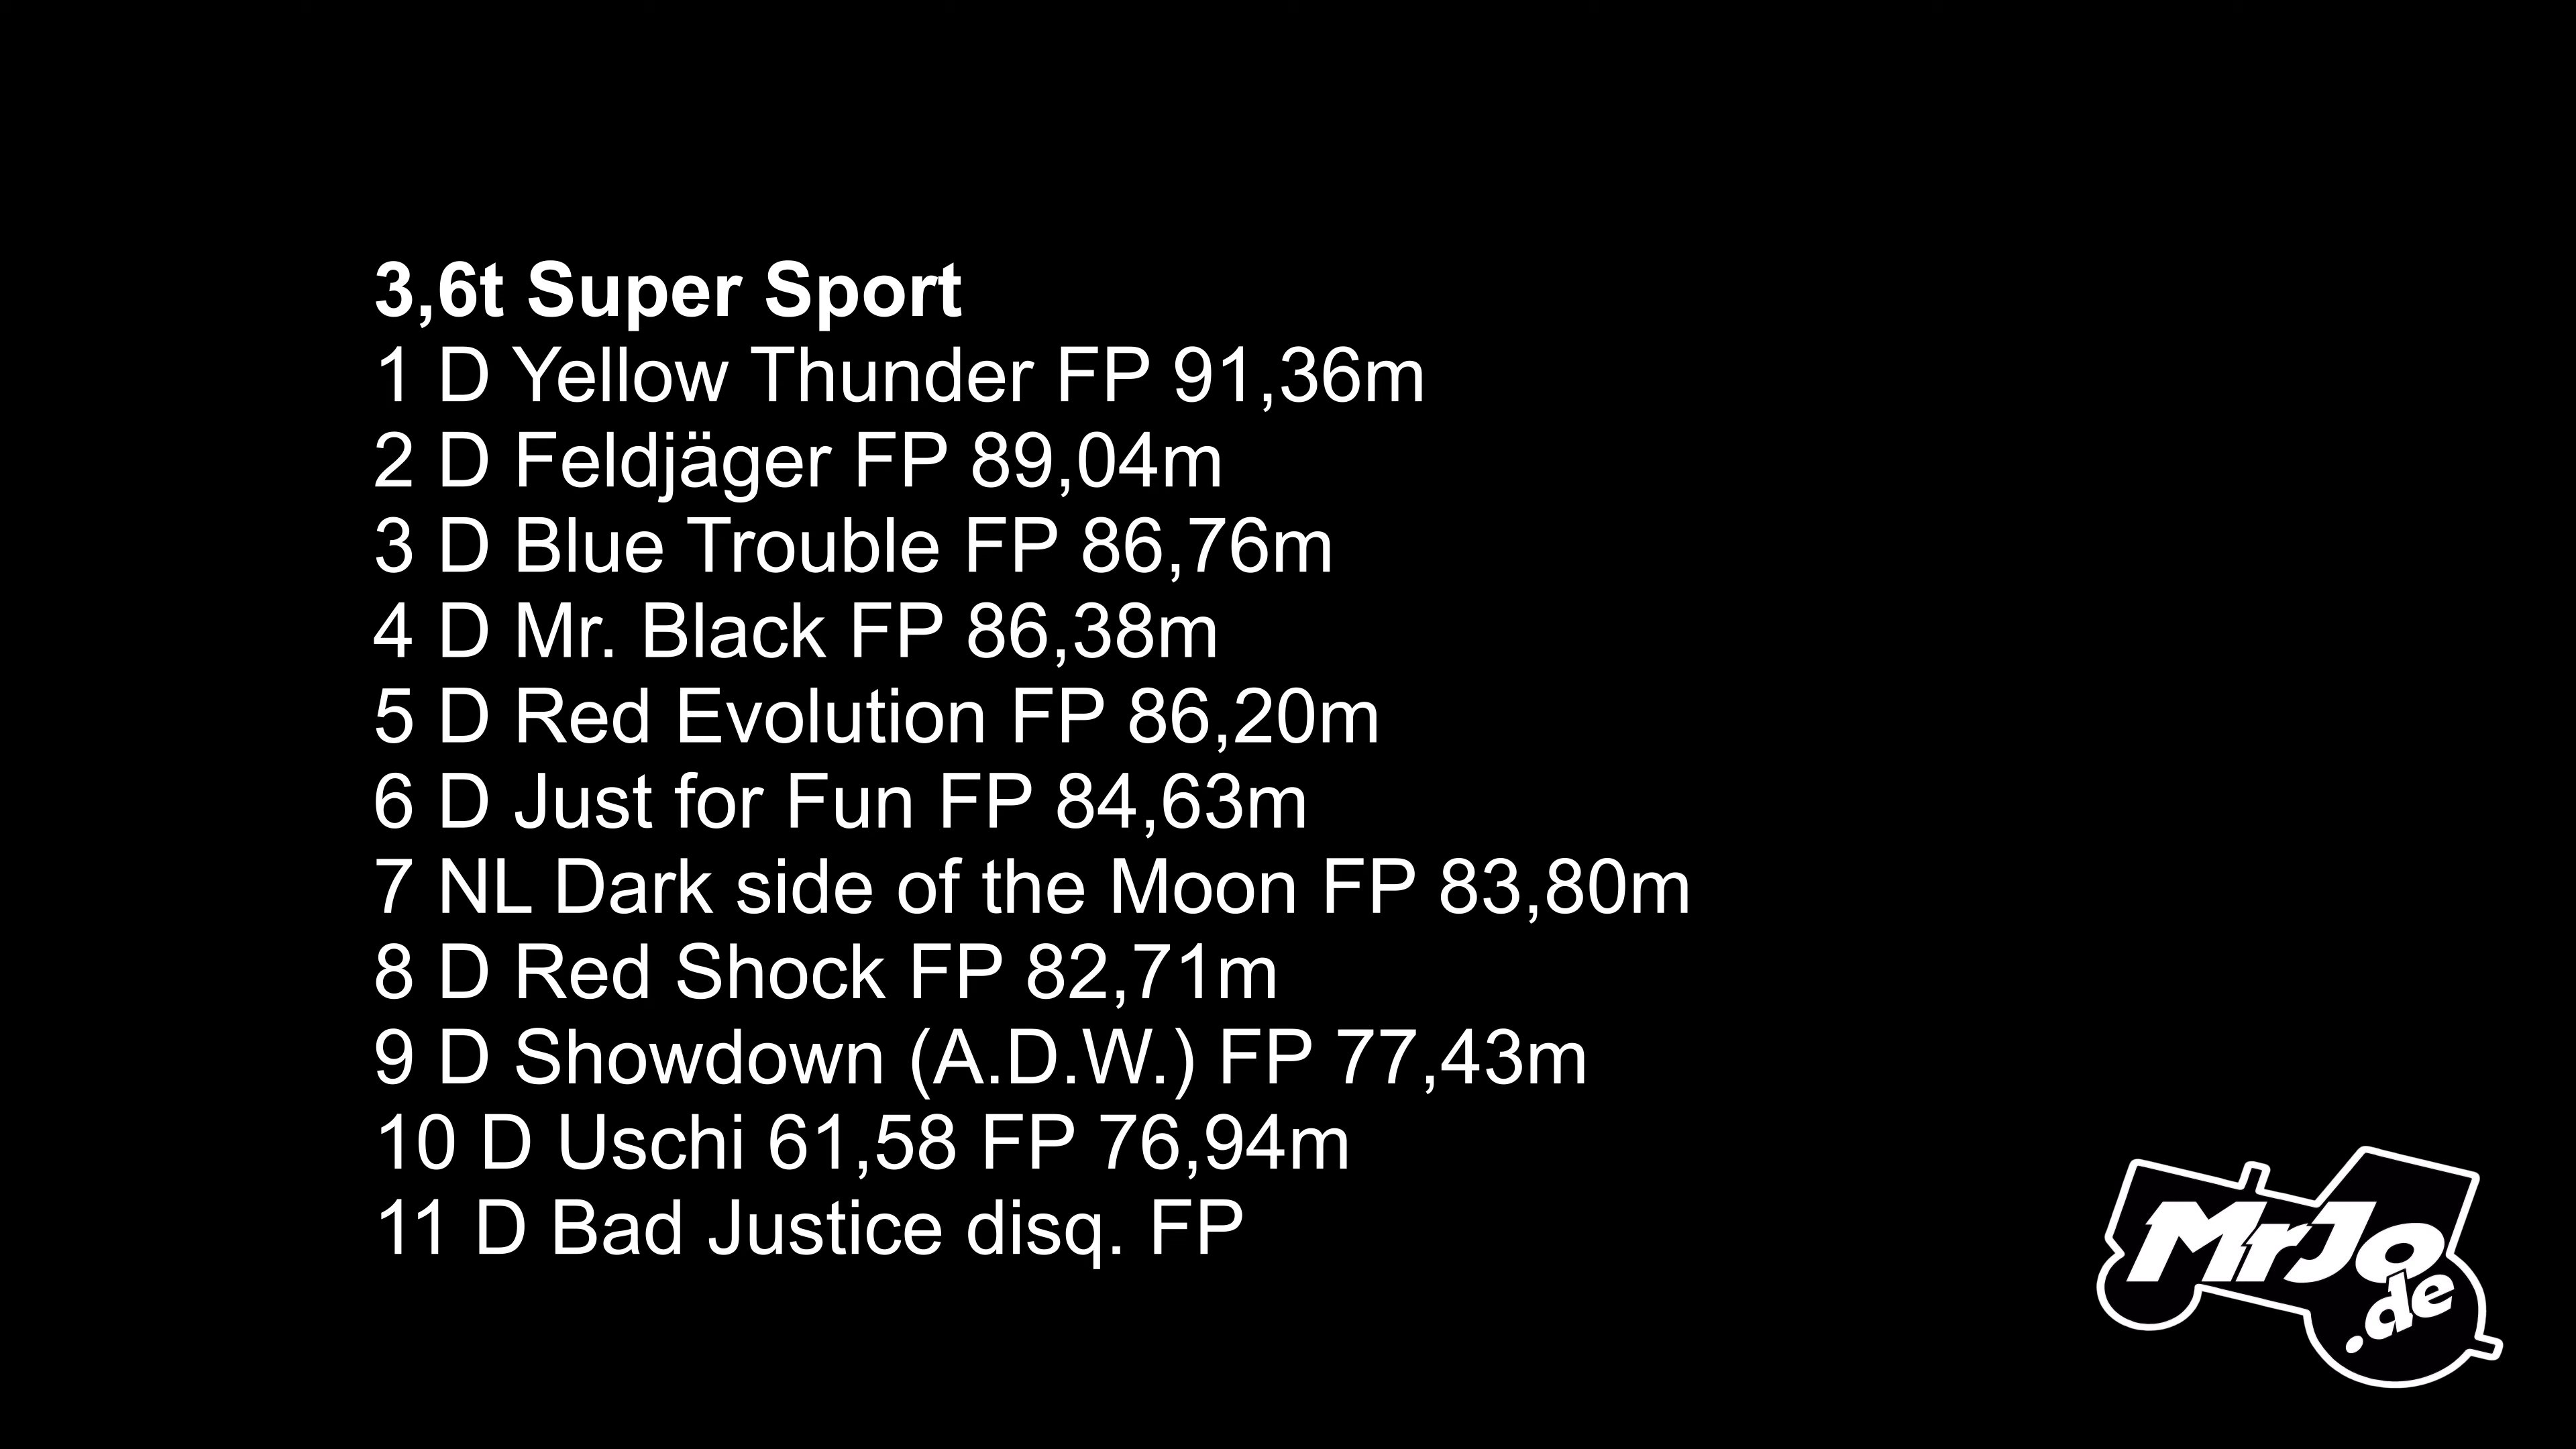 3,6t Super Sport
1 D Yellow Thunder FP 91,36m
2 D Feldjäger FP 89,04m
3 D Blue Trouble FP 86,76m
4 D Mr. Black FP 86,38m
5 D Red Evolution FP 86,20m
6 D Just for Fun FP 84,63m
7 NL Dark side of the Moon FP 83,80m
8 D Red Shock FP 82,71m
9 D Showdown (A.D.W.) FP 77,43m
10 D Uschi 61,58 FP 76,94m
11 D Bad Justice disq. FP
MrJo
.de